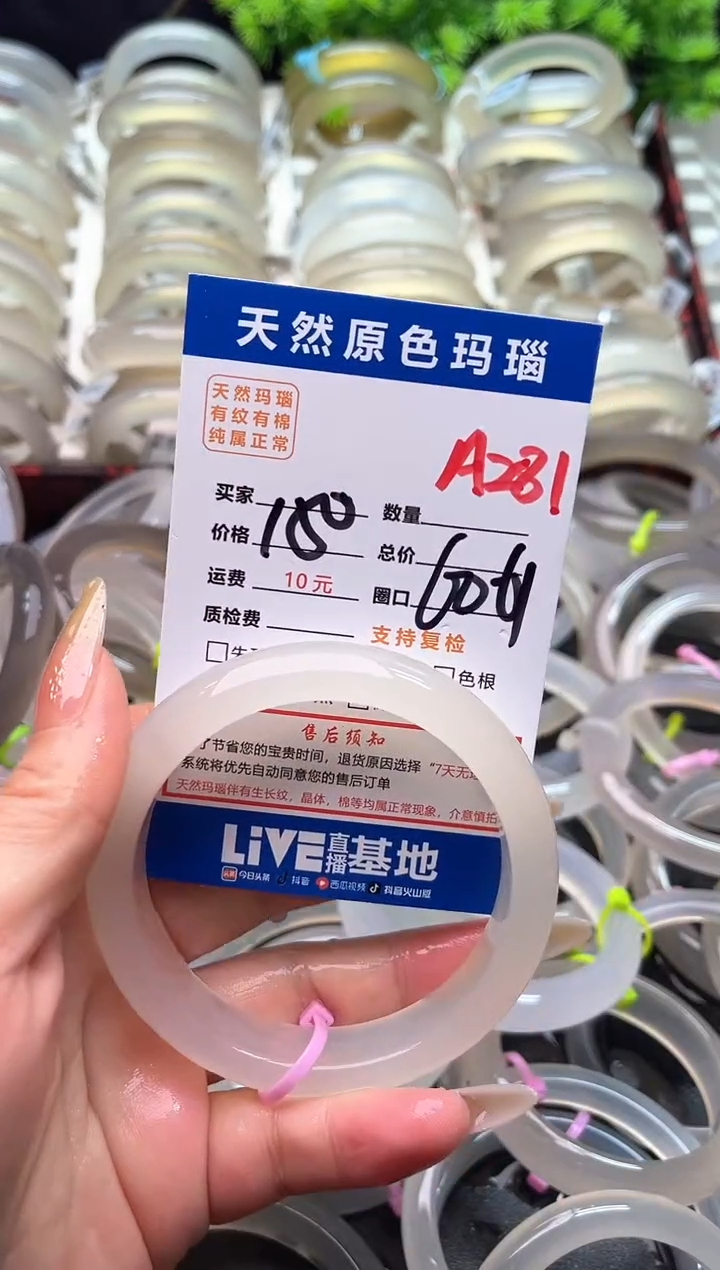 天然原色玛瑙
天然玛瑙
有纹有棉
纯属正常
A281
买家 数量
价格 150 总价
运费 10元 圈口
质检费 支持复检
色根
售后须知
了节省您的宝贵时间，退货原因选择 “7天无
系统将优先自动同意您的售后订单
天然玛瑙伴有生长纹，晶体，棉等均属正常现象，介意慎拍
LiVE直播基地
头条 今日头条 抖音 西瓜视频 抖音火山版